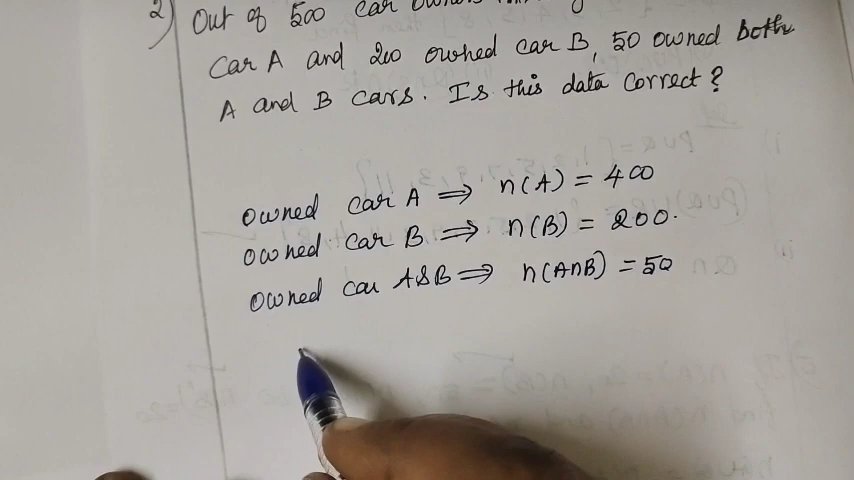 2) Out of 500 car
Car A and 200 owned car B, 50 owned both
A and B cars. Is this data correct?
Owned car A ⇒ n(A) = 400
Owned car B ⇒ n(B) = 200.
Owned car A&B ⇒ n(A∩B) = 50